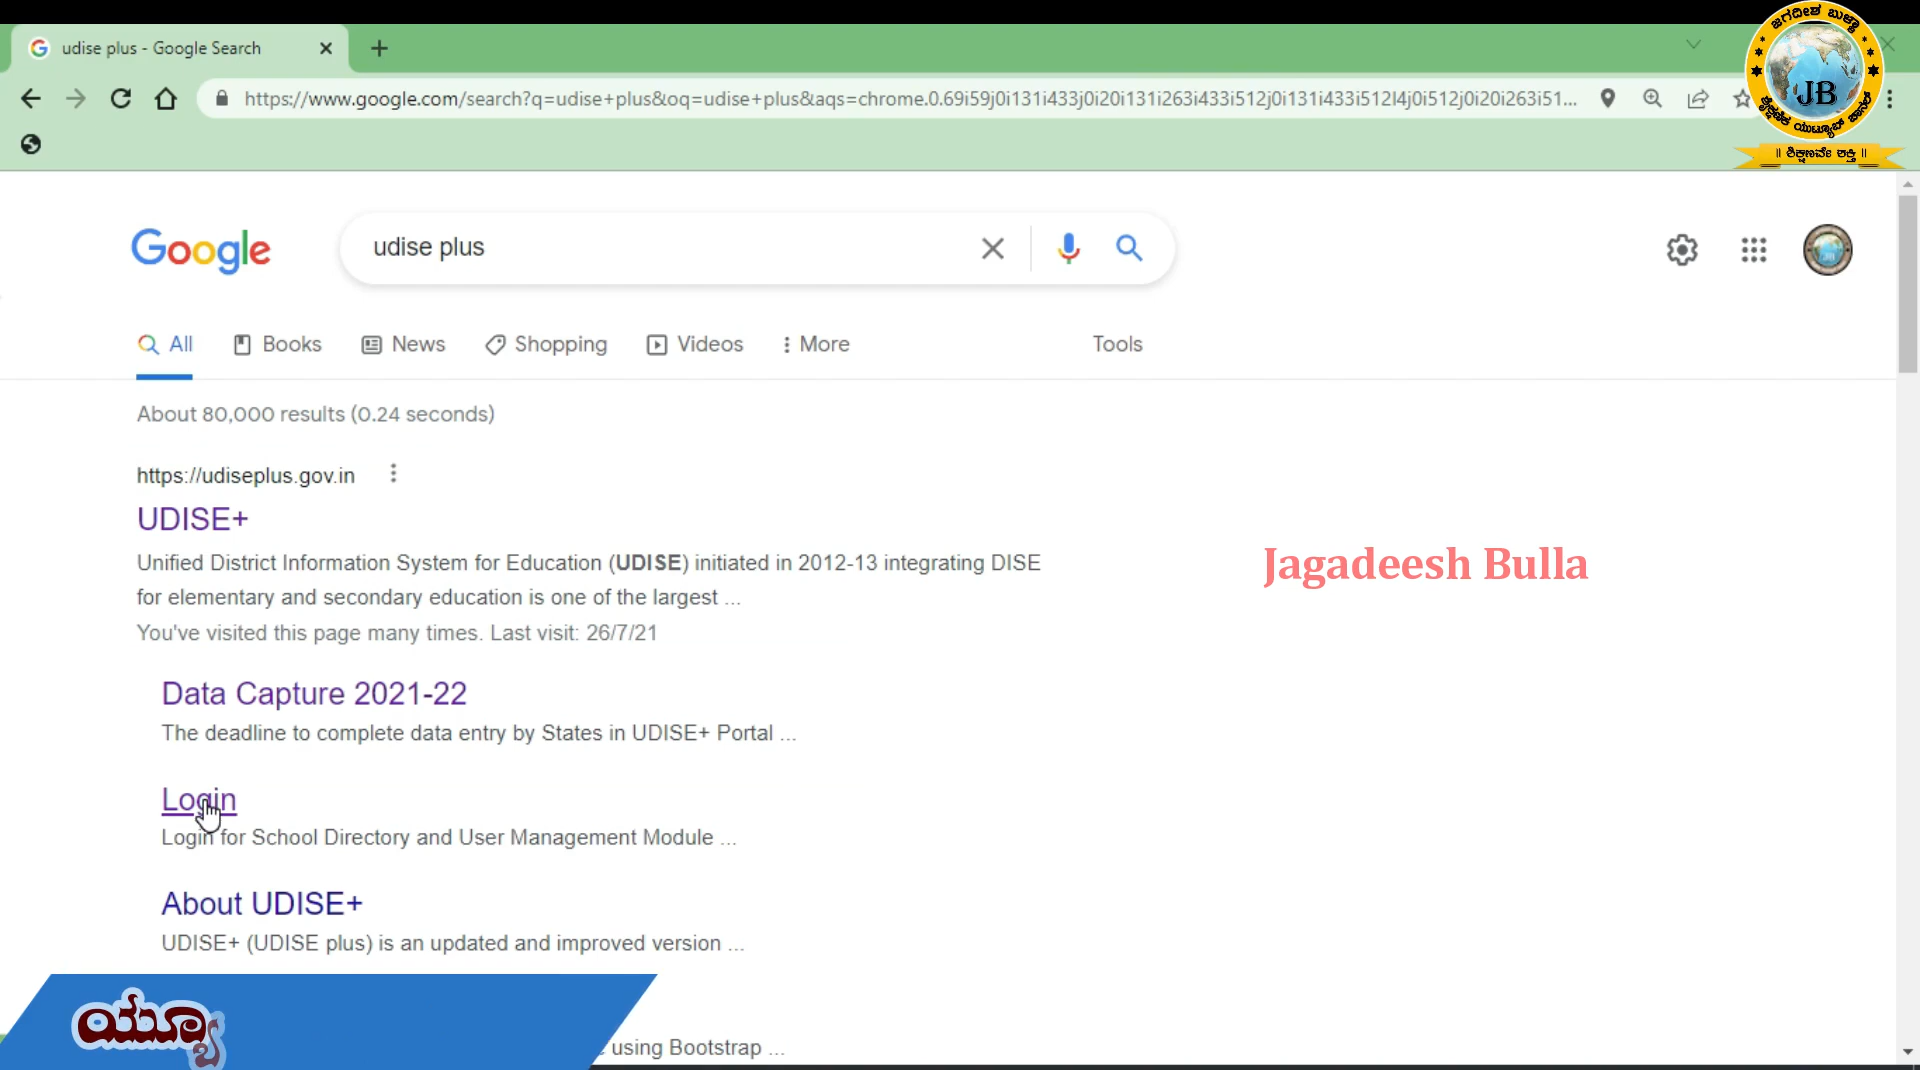 udise plus - Google Search
https://www.google.com/search?q=udise+plus&oq=udise+plus&aqs=chrome.0.69i59j0i131i433j0i20i131i263i433i512j0i131i433i512l4j0i512j0i20i263i51...
ಜಗದೀಶ ಬುಳ್ಳಾ
JB
ಶೈಕ್ಷಣಿಕ ಯುಟ್ಯೂಬ್ ಚಾನಲ್
॥ ಶಿಕ್ಷಣವೇ ಶಕ್ತಿ ॥
Google
udise plus
All Books News Shopping Videos More Tools
About 80,000 results (0.24 seconds)
https://udiseplus.gov.in
UDISE+
Unified District Information System for Education (UDISE) initiated in 2012-13 integrating DISE
for elementary and secondary education is one of the largest ...
You've visited this page many times. Last visit: 26/7/21
Jagadeesh Bulla
Data Capture 2021-22
The deadline to complete data entry by States in UDISE+ Portal ...
Login
Login for School Directory and User Management Module ...
About UDISE+
UDISE+ (UDISE plus) is an updated and improved version ...
using Bootstrap ...